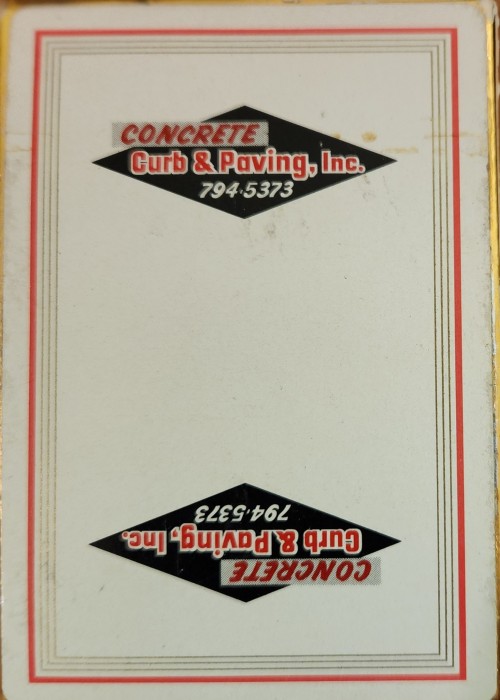 CONCRETE
Curb & Paving, Inc.
794·5373
CONCRETE
Curb & Paving, Inc.
794·5373